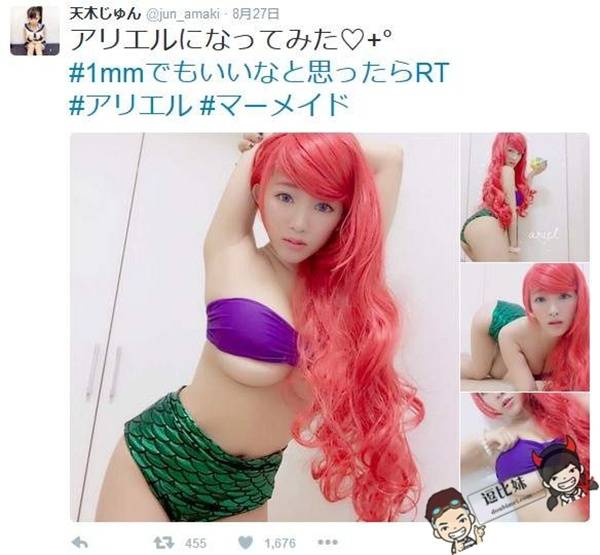 天木じゅん @jun_amaki · 8月27日
アリエルになってみた♡+°
#1mmでもいいなと思ったらRT
#アリエル #マーメイド
ariel
逗比妹
455 1,676